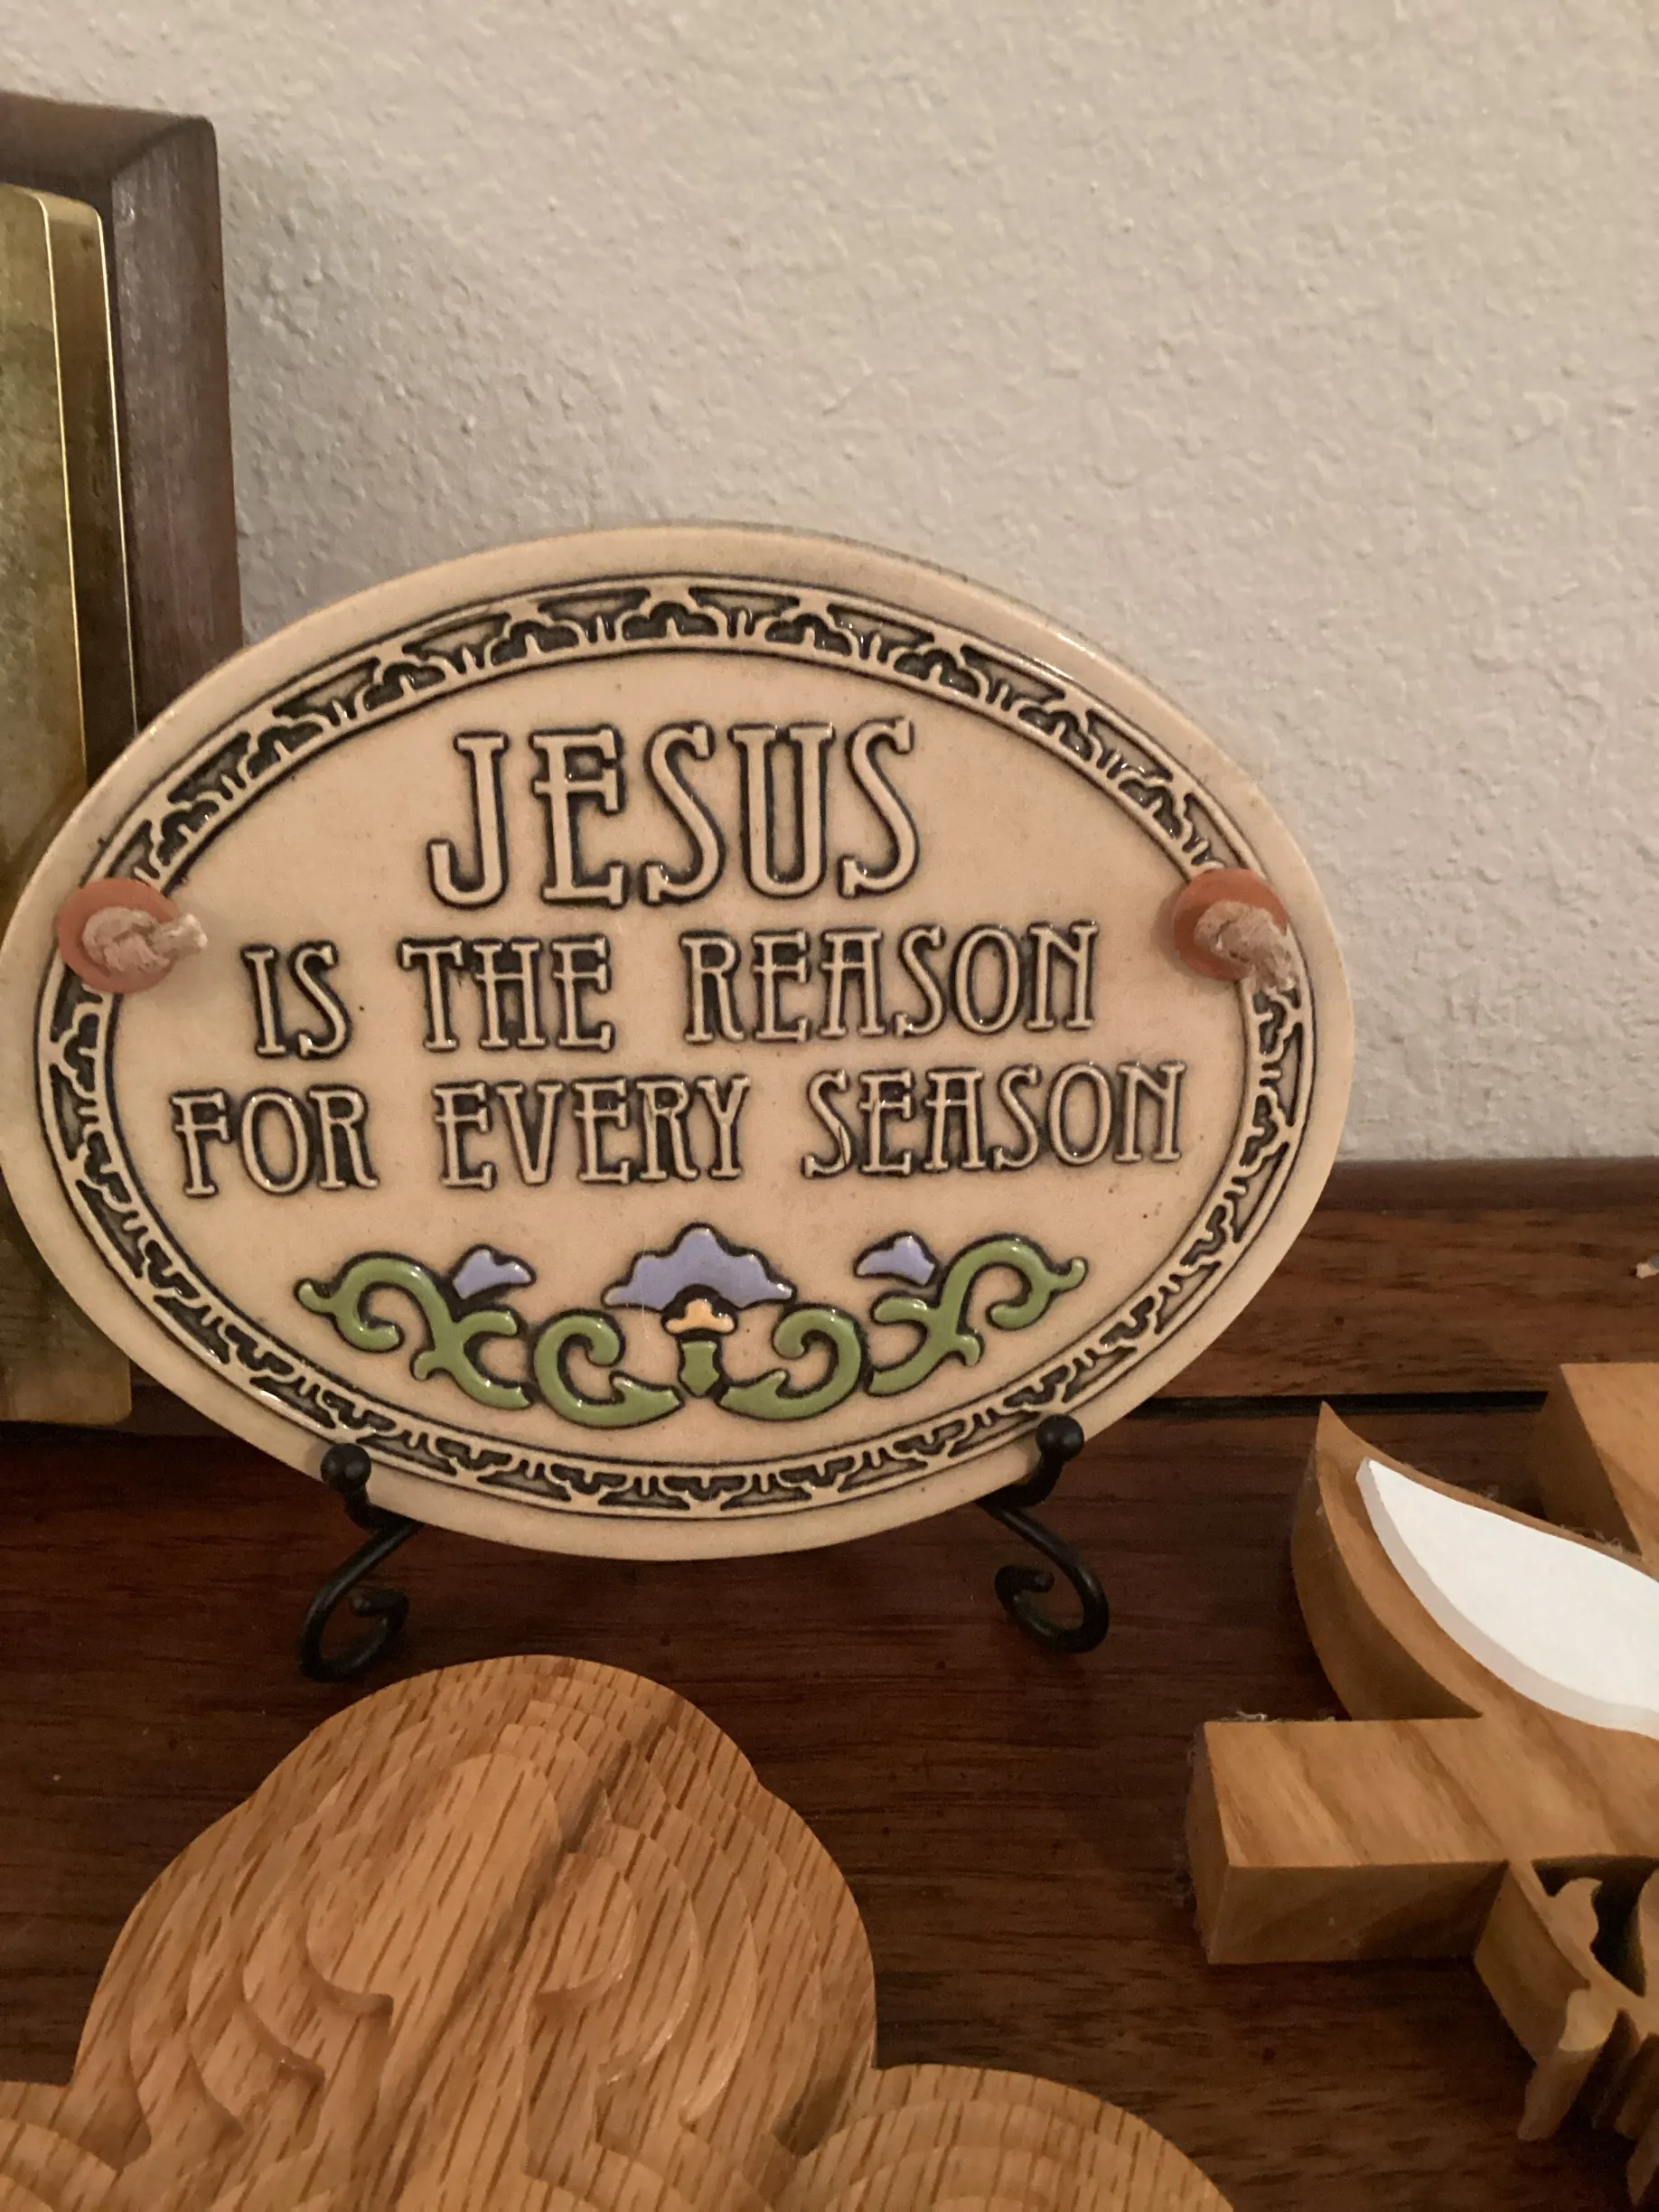 JESUS
IS THE REASON
FOR EVERY SEASON